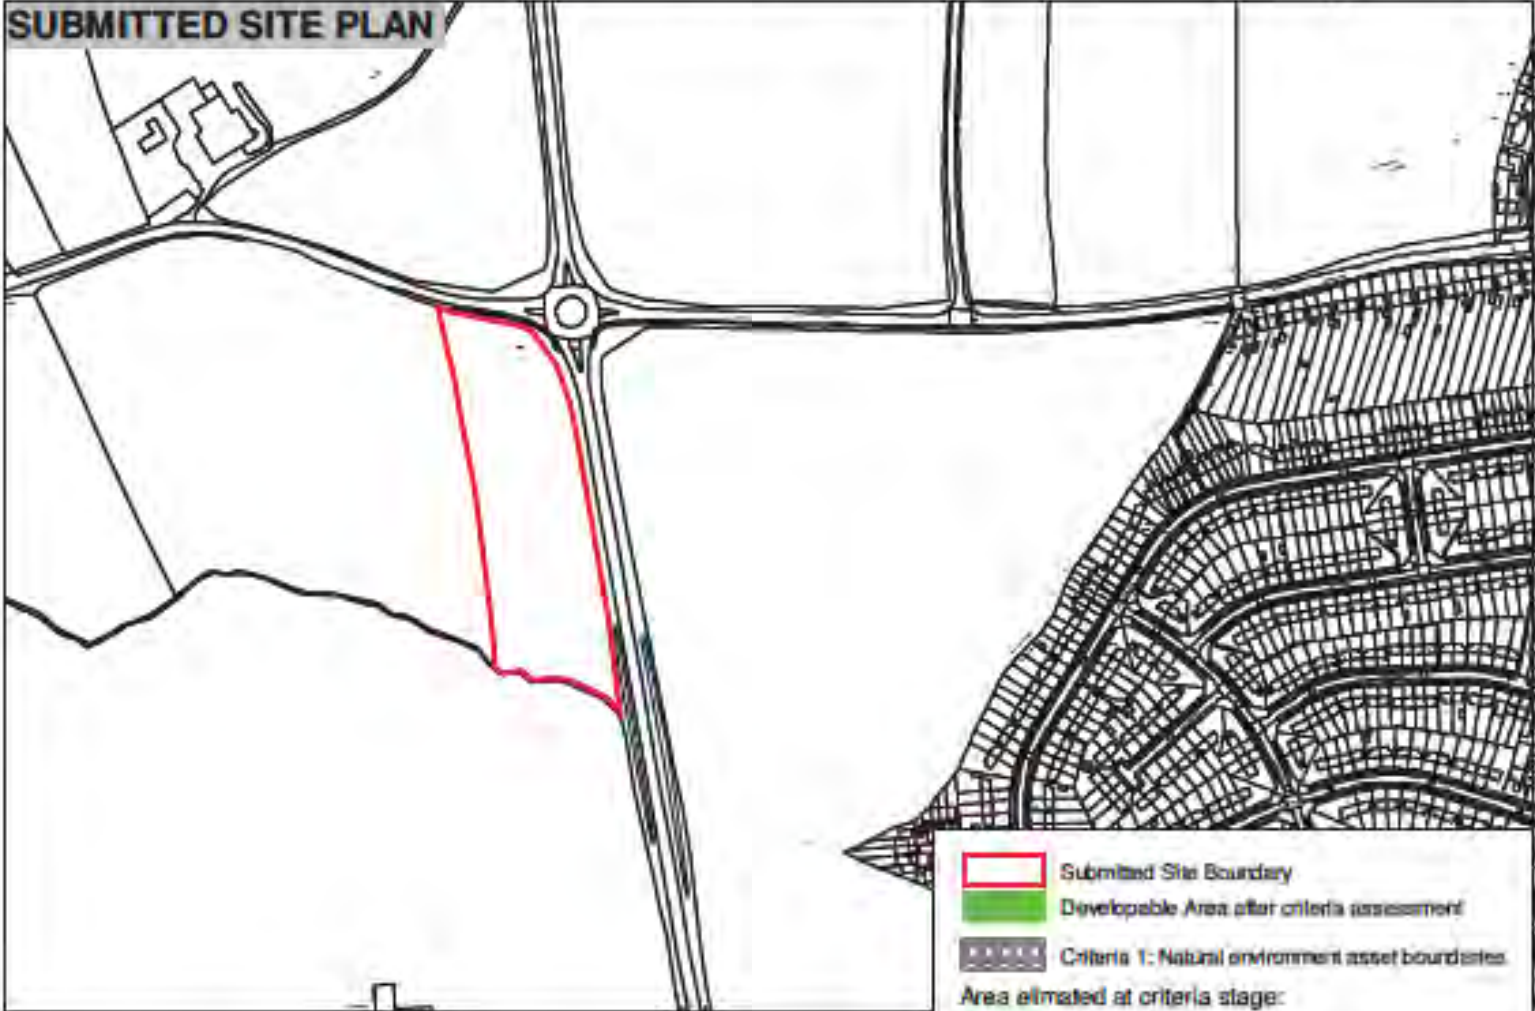 SUBMITTED SITE PLAN
Submitted Site Boundary
Developable Area after criteria assessment
Criteria 1: Natural environment asset boundaries
Area elimated at criteria stage: